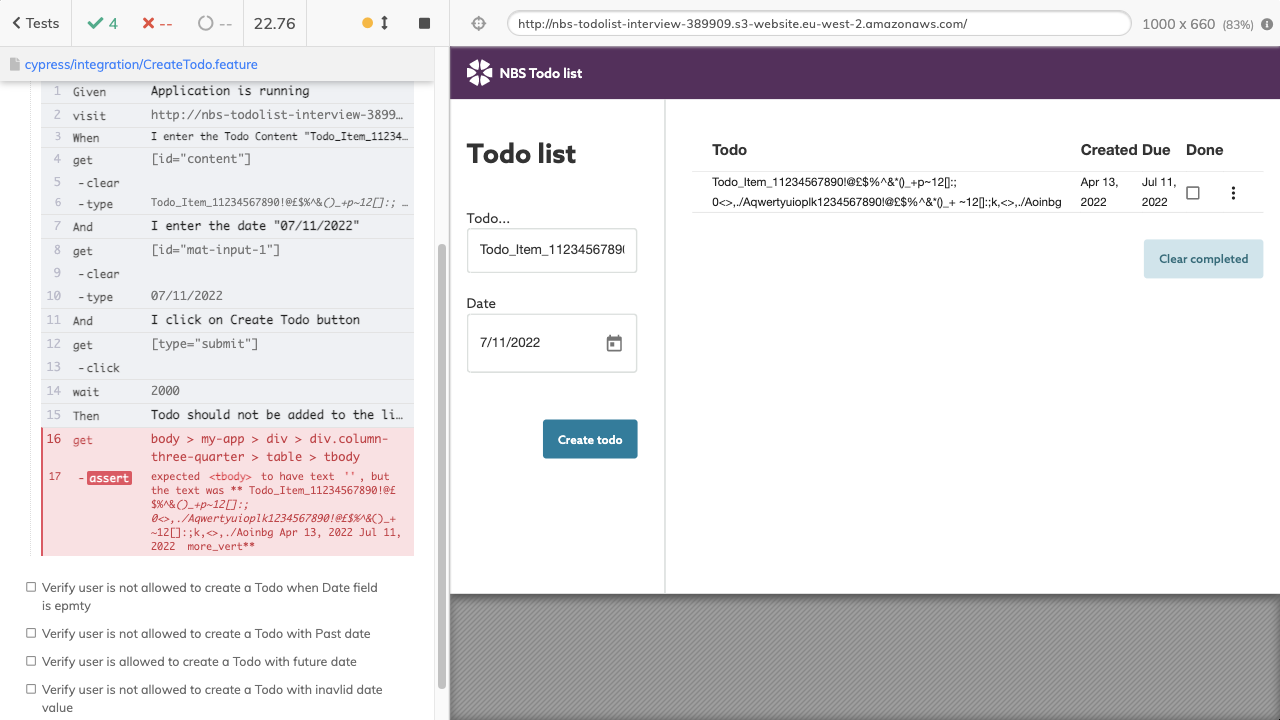 Tests
4
--
--
22.76
http://nbs-todolist-interview-389909.s3-website.eu-west-2.amazonaws.com/
1000 x 660 (83%)
cypress/integration/CreateTodo.feature
1 Given Application is running
2 visit http://nbs-todolist-interview-3899…
3 When I enter the Todo Content "Todo_Item_11234…
4 get [id="content"]
5 -clear
6 -type Todo_Item_11234567890!@£$%^&()_+p~12[]:; …
7 And I enter the date "07/11/2022"
8 get [id="mat-input-1"]
9 -clear
10 -type 07/11/2022
11 And I click on Create Todo button
12 get [type="submit"]
13 -click
14 wait 2000
15 Then Todo should not be added to the li…
16 get body > my-app > div > div.column-
three-quarter > table > tbody
17 -assert expected <tbody> to have text '', but
the text was ** Todo_Item_11234567890!@£
$%^&()_+p~12[]:;
0<>,./Aqwertyuioplk1234567890!@£$%^&()_+
~12[]:;k,<>,./Aoinbg Apr 13, 2022 Jul 11,
2022 more_vert**
Verify user is not allowed to create a Todo when Date field
is epmty
Verify user is not allowed to create a Todo with Past date
Verify user is allowed to create a Todo with future date
Verify user is not allowed to create a Todo with inavlid date
value
NBS Todo list
Todo list
Todo...
Todo_Item_1123456789
Date
7/11/2022
Create todo
Todo Created Due Done
Todo_Item_11234567890!@£$%^&*()_+p~12[]:; Apr 13, Jul 11,
0<>,./Aqwertyuioplk1234567890!@£$%^&*()_+ ~12[]:;k,<>,./Aoinbg 2022 2022
Clear completed